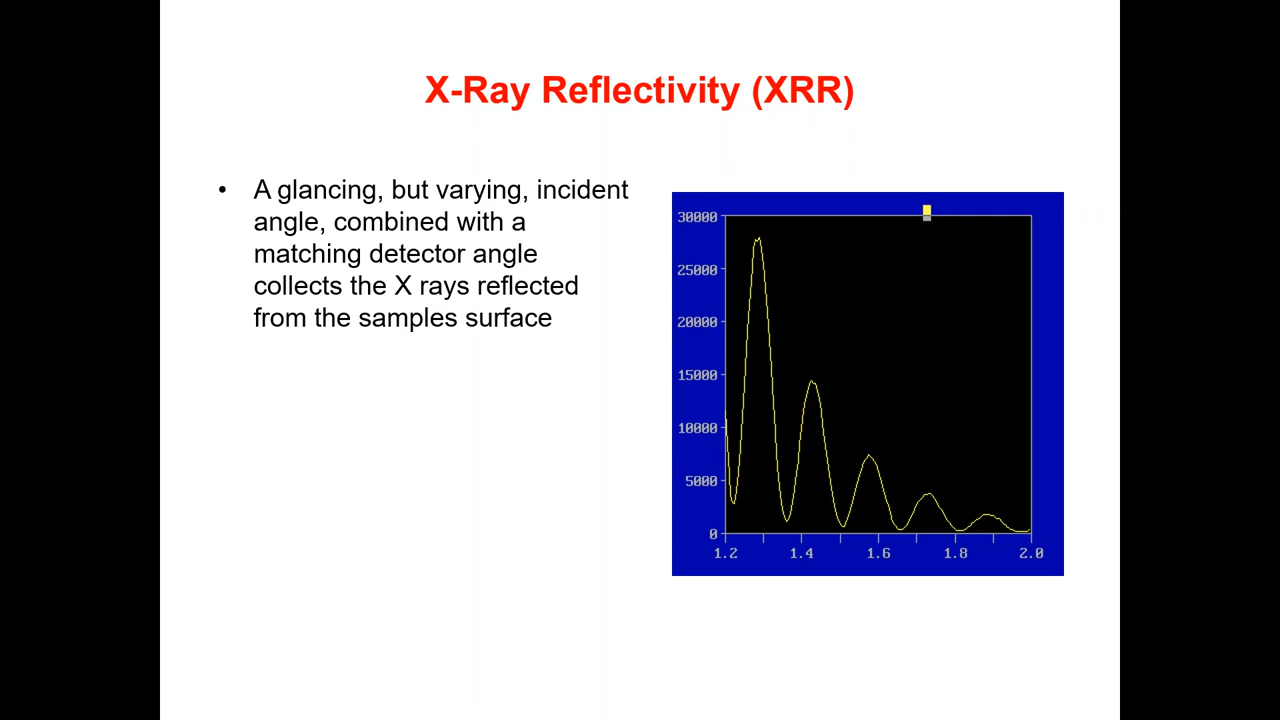 X-Ray Reflectivity (XRR)
• A glancing, but varying, incident
angle, combined with a
matching detector angle
collects the X rays reflected
from the samples surface
30000
25000
20000
15000
10000
5000
0
1.2 1.4 1.6 1.8 2.0